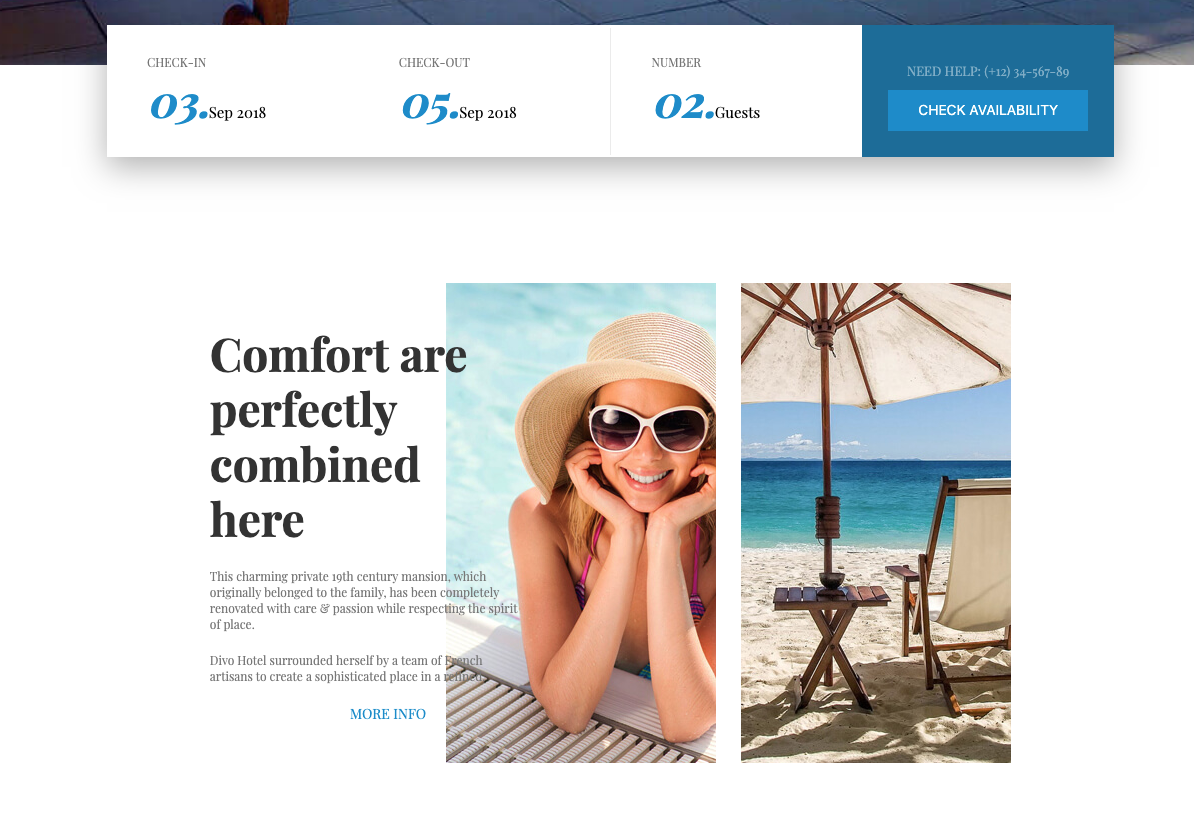 CHECK-IN
03.Sep 2018
CHECK-OUT
05.Sep 2018
NUMBER
02.Guests
NEED HELP: (+12) 34-567-89
CHECK AVAILABILITY
Comfort are
perfectly
combined
here
This charming private 19th century mansion, which
originally belonged to the family, has been completely
renovated with care & passion while respecting the spirit
of place.
Divo Hotel surrounded herself by a team of French
artisans to create a sophisticated place in a refined
MORE INFO